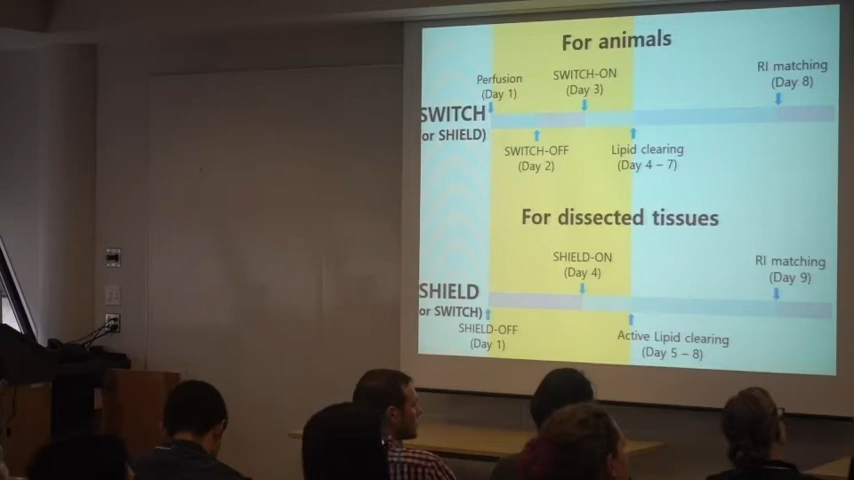 For animals
Perfusion
(Day 1)
SWITCH-ON
(Day 3)
RI matching
(Day 8)
SWITCH
or SHIELD)
SWITCH-OFF
(Day 2)
Lipid clearing
(Day 4 – 7)
For dissected tissues
SHIELD-ON
(Day 4)
RI matching
(Day 9)
SHIELD
or SWITCH)
SHIELD-OFF
(Day 1)
Active Lipid clearing
(Day 5 – 8)